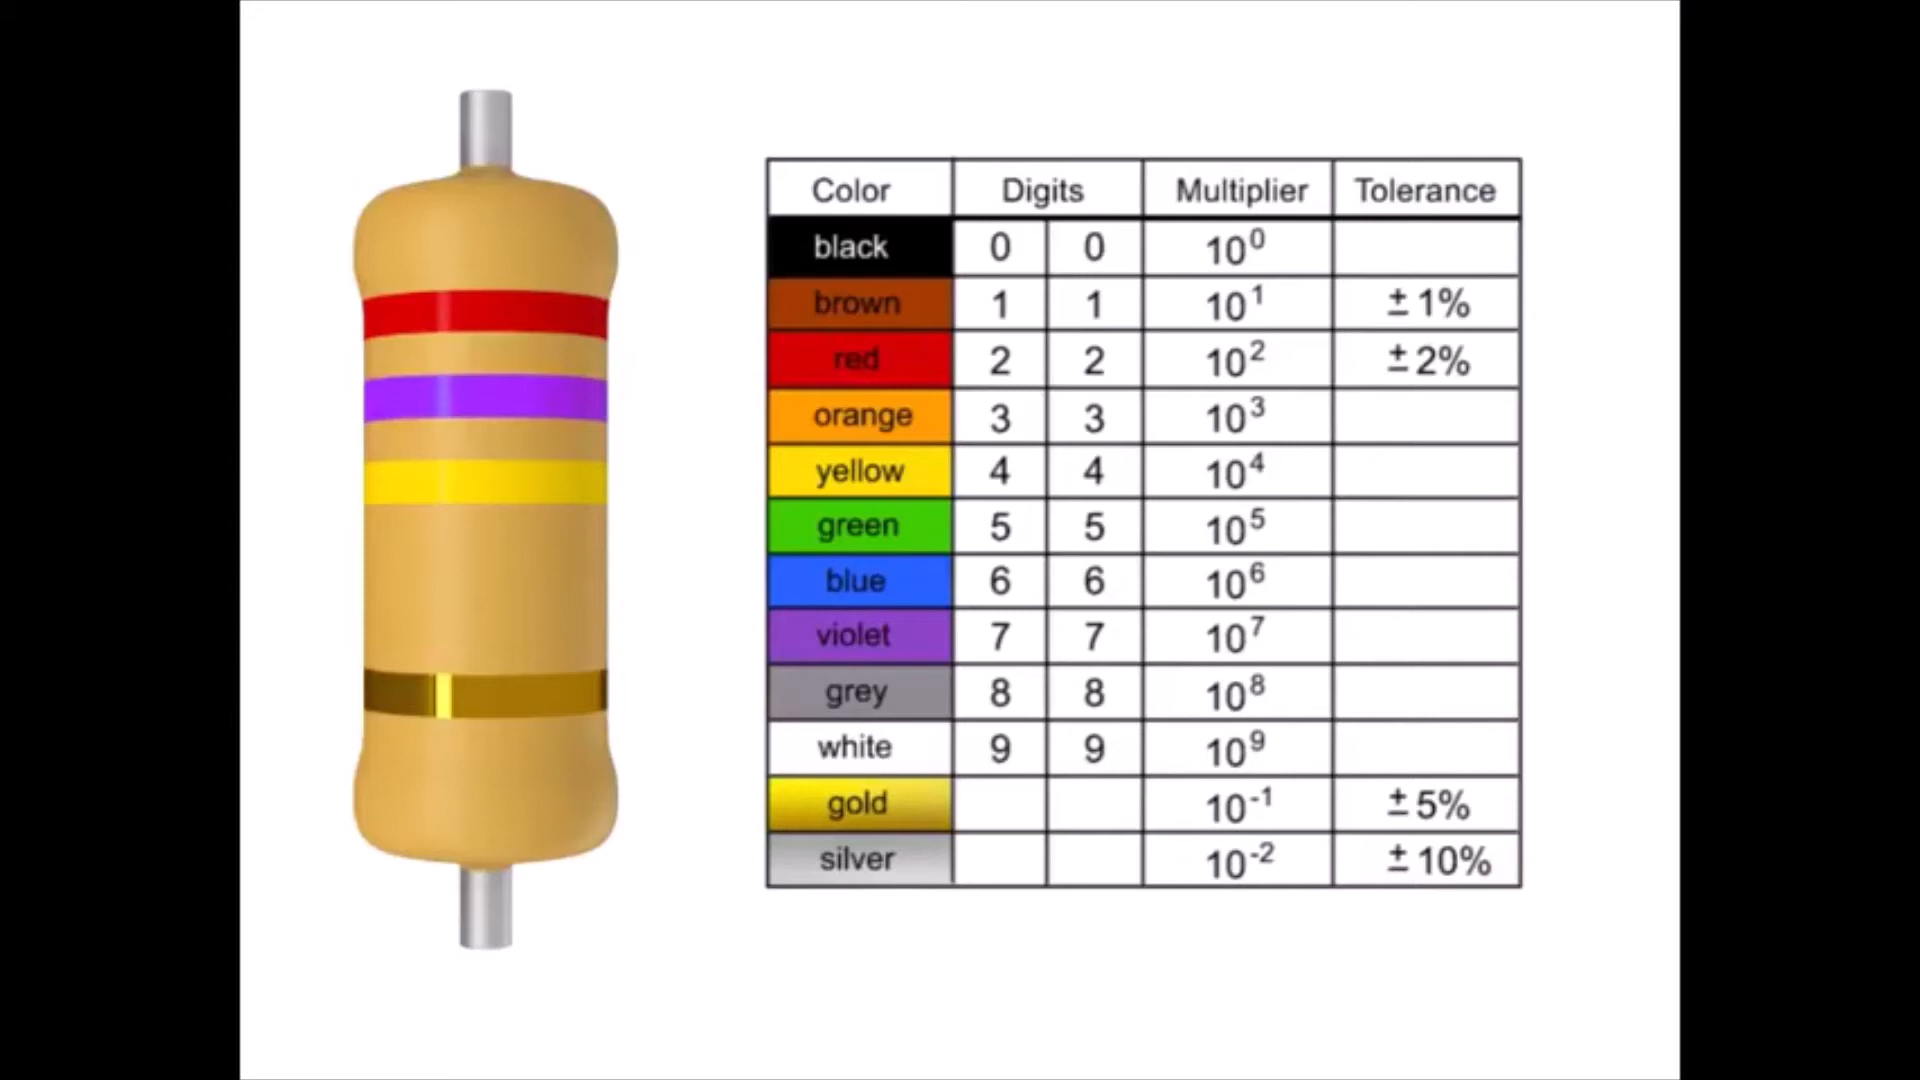 Color Digits Multiplier Tolerance
black 0 0 10⁰
brown 1 1 10¹ ± 1%
red 2 2 10² ± 2%
orange 3 3 10³
yellow 4 4 10⁴
green 5 5 10⁵
blue 6 6 10⁶
violet 7 7 10⁷
grey 8 8 10⁸
white 9 9 10⁹
gold 10⁻¹ ± 5%
silver 10⁻² ± 10%